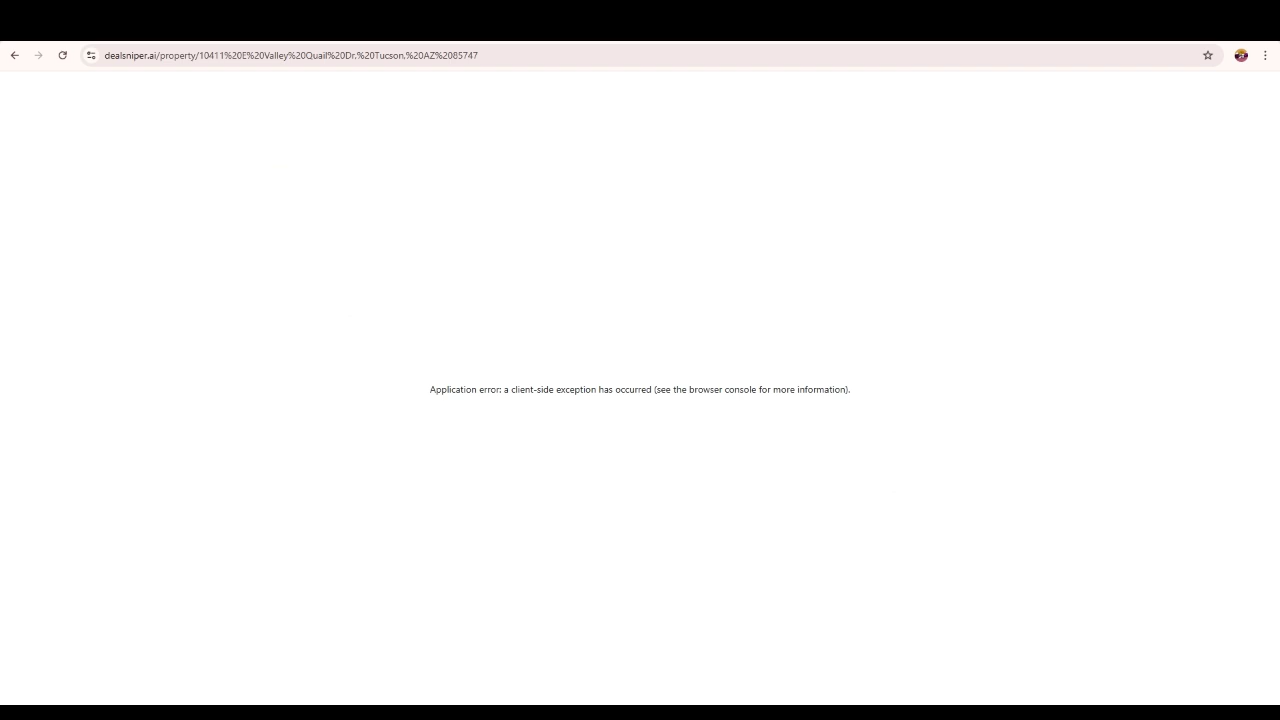 dealsniper.ai/property/10411%20E%20Valley%20Quail%20Dr,%20Tucson,%20AZ%2085747
Application error: a client-side exception has occurred (see the browser console for more information).